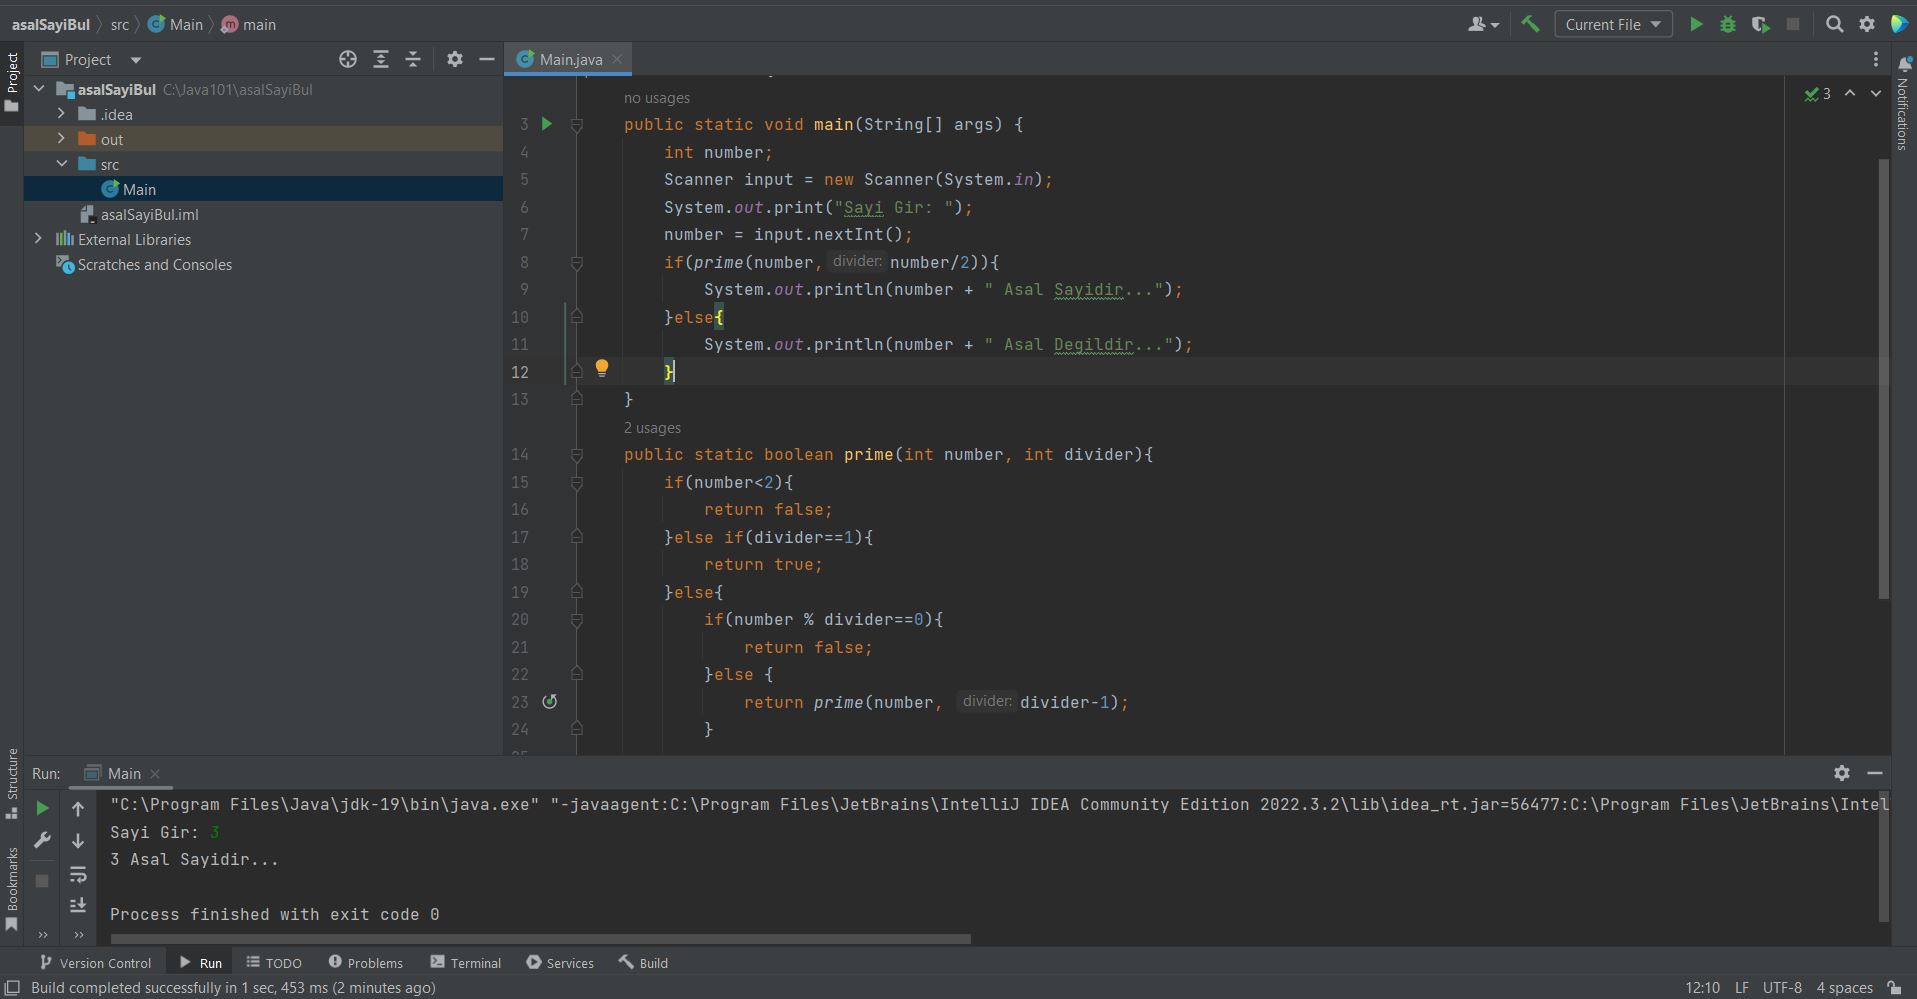 asalSayiBul src Main main
Current File
Project
Main.java
Project
asalSayiBul C:\Java101\asalSayiBul
.idea
out
src
Main
asalSayiBul.iml
External Libraries
Scratches and Consoles
no usages
3 public static void main(String[] args) {
4 int number;
5 Scanner input = new Scanner(System.in);
6 System.out.print("Sayi Gir: ");
7 number = input.nextInt();
8 if(prime(number, divider: number/2)){
9 System.out.println(number + " Asal Sayidir...");
10 }else{
11 System.out.println(number + " Asal Degildir...");
12 }
13 }
2 usages
14 public static boolean prime(int number, int divider){
15 if(number<2){
16 return false;
17 }else if(divider==1){
18 return true;
19 }else{
20 if(number % divider==0){
21 return false;
22 }else {
23 return prime(number, divider: divider-1);
24 }
3
Notifications
Structure
Bookmarks
Run: Main
"C:\Program Files\Java\jdk-19\bin\java.exe" "-javaagent:C:\Program Files\JetBrains\IntelliJ IDEA Community Edition 2022.3.2\lib\idea_rt.jar=56477:C:\Program Files\JetBrains\Intel
Sayi Gir: 3
3 Asal Sayidir...
Process finished with exit code 0
Version Control Run TODO Problems Terminal Services Build
Build completed successfully in 1 sec, 453 ms (2 minutes ago)
12:10 LF UTF-8 4 spaces